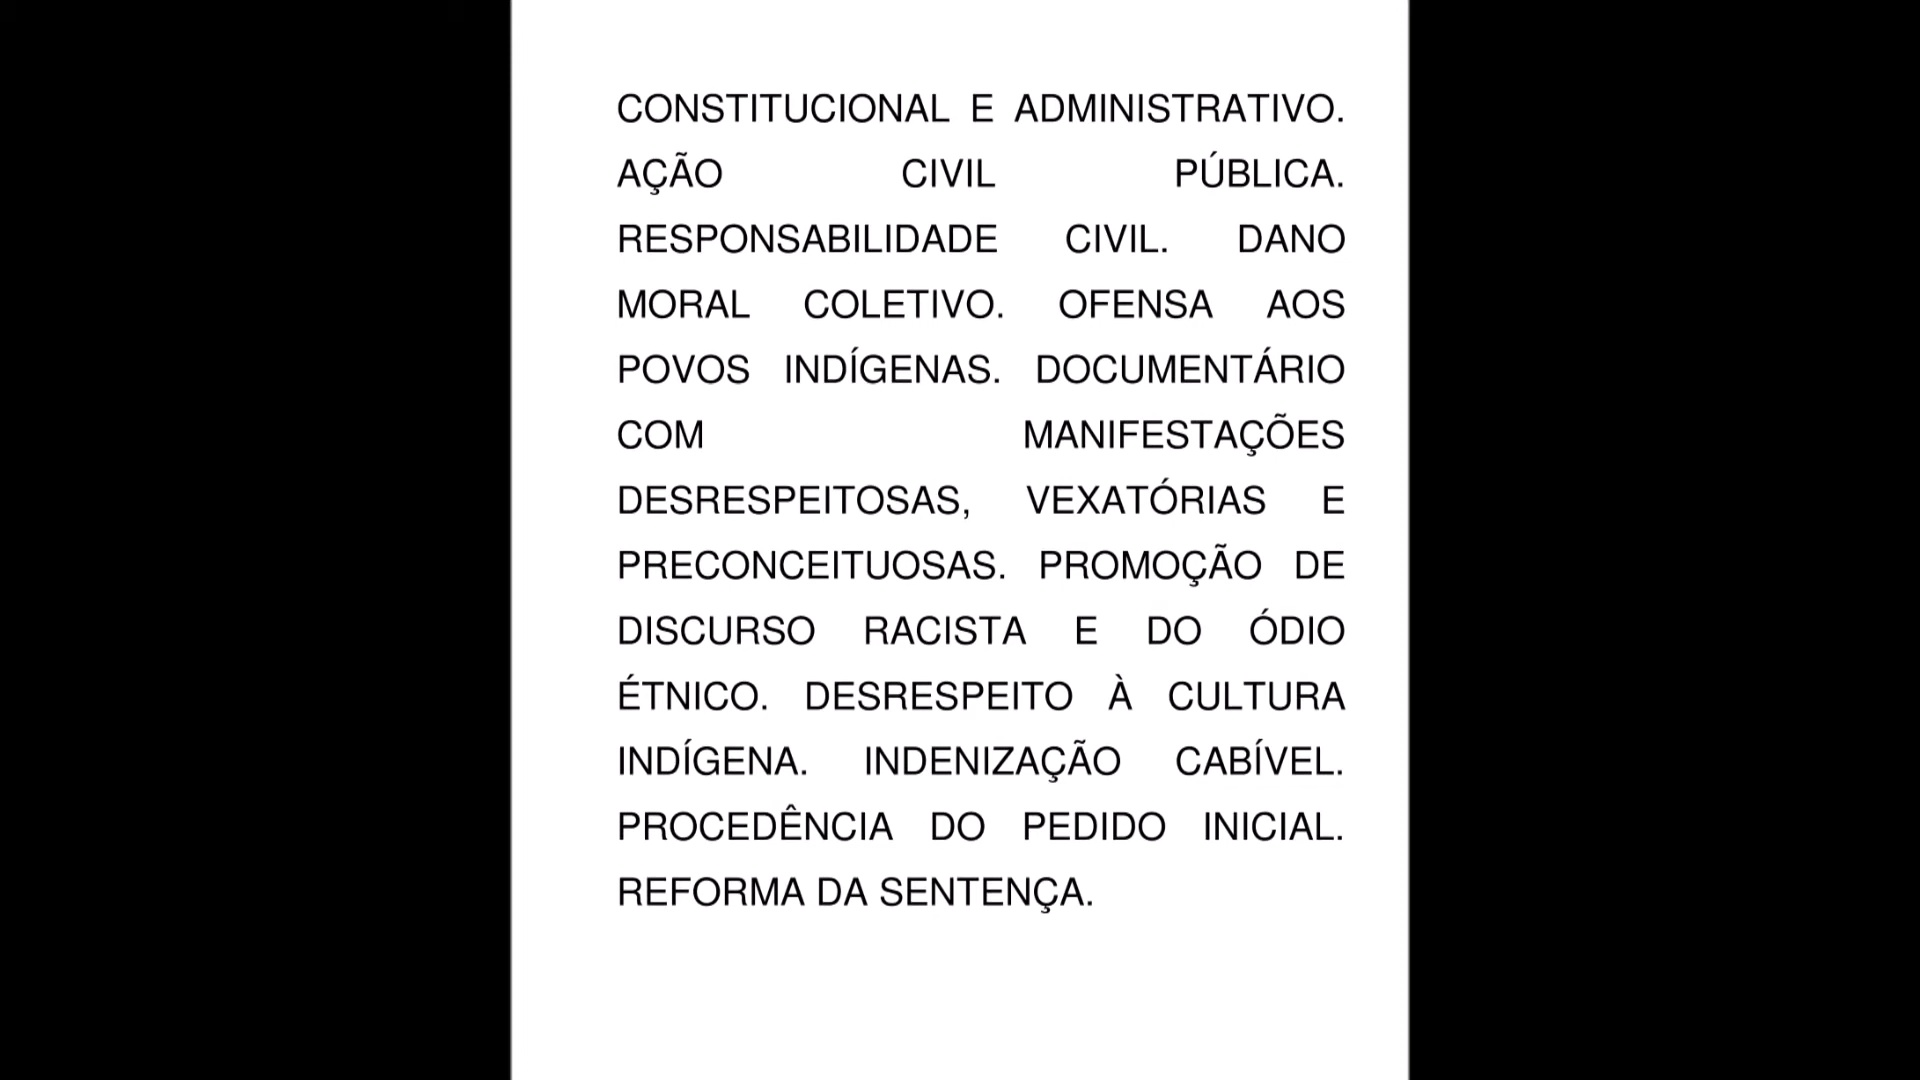 CONSTITUCIONAL E ADMINISTRATIVO.
AÇÃO CIVIL PÚBLICA.
RESPONSABILIDADE CIVIL. DANO
MORAL COLETIVO. OFENSA AOS
POVOS INDÍGENAS. DOCUMENTÁRIO
COM MANIFESTAÇÕES
DESRESPEITOSAS, VEXATÓRIAS E
PRECONCEITUOSAS. PROMOÇÃO DE
DISCURSO RACISTA E DO ÓDIO
ÉTNICO. DESRESPEITO À CULTURA
INDÍGENA. INDENIZAÇÃO CABÍVEL.
PROCEDÊNCIA DO PEDIDO INICIAL.
REFORMA DA SENTENÇA.